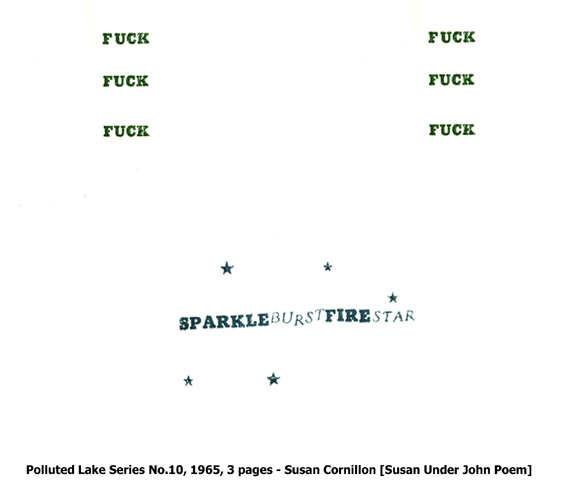 FUCK FUCK
FUCK FUCK
FUCK FUCK
SPARKLEBURSTFIRESTAR
Polluted Lake Series No.10, 1965, 3 pages - Susan Cornillon [Susan Under John Poem]